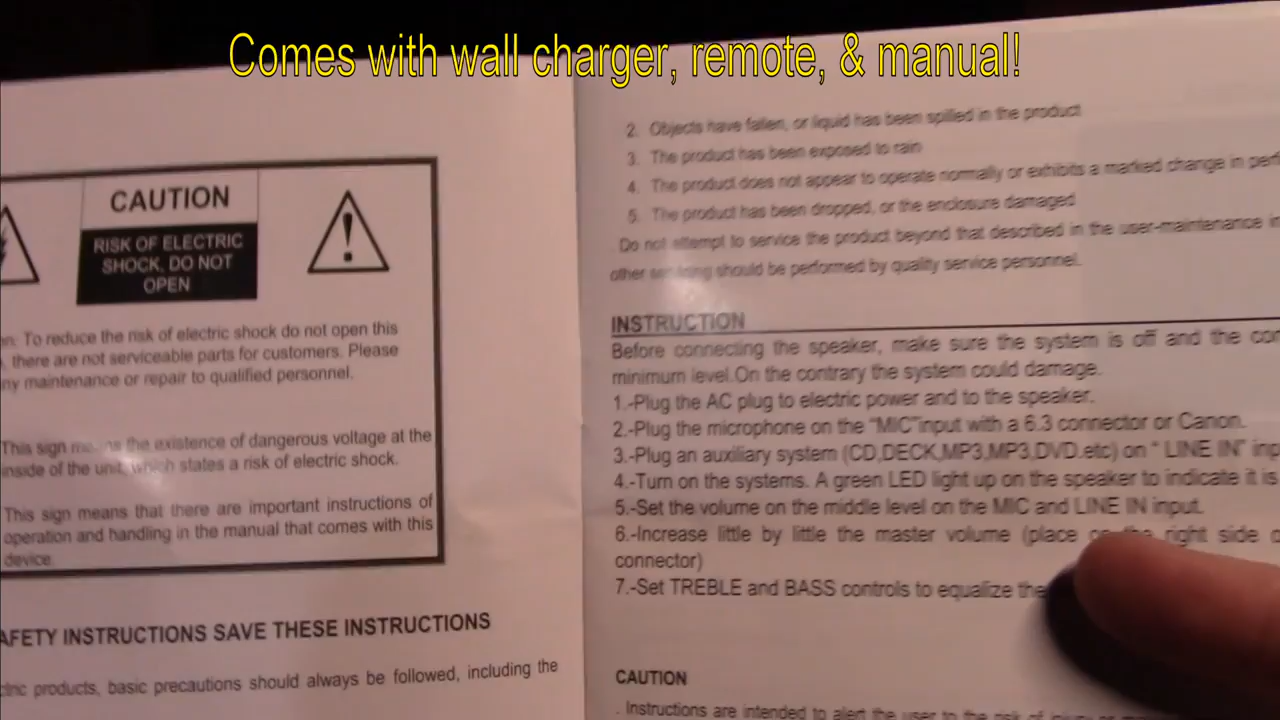 Comes with wall charger, remote, & manual!
CAUTION
RISK OF ELECTRIC
SHOCK, DO NOT
OPEN
To reduce the risk of electric shock do not open this
there are not serviceable parts for customers. Please
maintenance or repair to qualified personnel.
This sign means the existence of dangerous voltage at the
inside of the unit, which states a risk of electric shock.
This sign means that there are important instructions of
operation and handling in the manual that comes with this
device.
INSTRUCTIONS SAVE THESE INSTRUCTIONS
products, basic precautions should always be followed, including the
2. Objects have fallen, or liquid has been spilled in the product
3. The product has been exposed to rain
4. The product does not appear to operate normally or exhibits a marked change in
5. The product has been dropped, or the enclosure damaged
. Do not attempt to service the product beyond that described in the user-maintenance
other should be performed by quality service personnel.
INSTRUCTION
Before connecting the speaker, make sure the system is off and the
minimum level.On the contrary the system could damage.
1.-Plug the AC plug to electric power and to the speaker.
2.-Plug the microphone on the "MIC"input with a 6.3 connector or Canon.
3.-Plug an auxiliary system (CD,DECK,MP3,MP3,DVD.etc) on " LINE IN"
4.-Turn on the systems. A green LED light up on the speaker to indicate it is
5.-Set the volume on the middle level on the MIC and LINE IN input.
6.-Increase little by little the master volume (place on the right side
connector)
7.-Set TREBLE and BASS controls to equalize the
CAUTION
. Instructions are intended to alert the user to the risk of